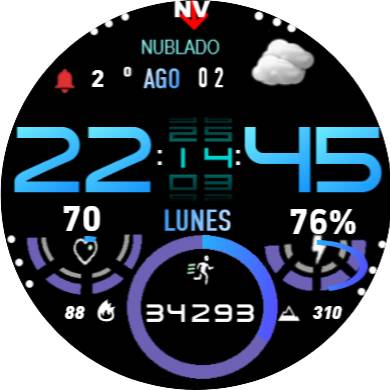 NV
NUBLADO
2 ° AGO 02
25
22:14:45
03
70 LUNES 76%
88 34293 310